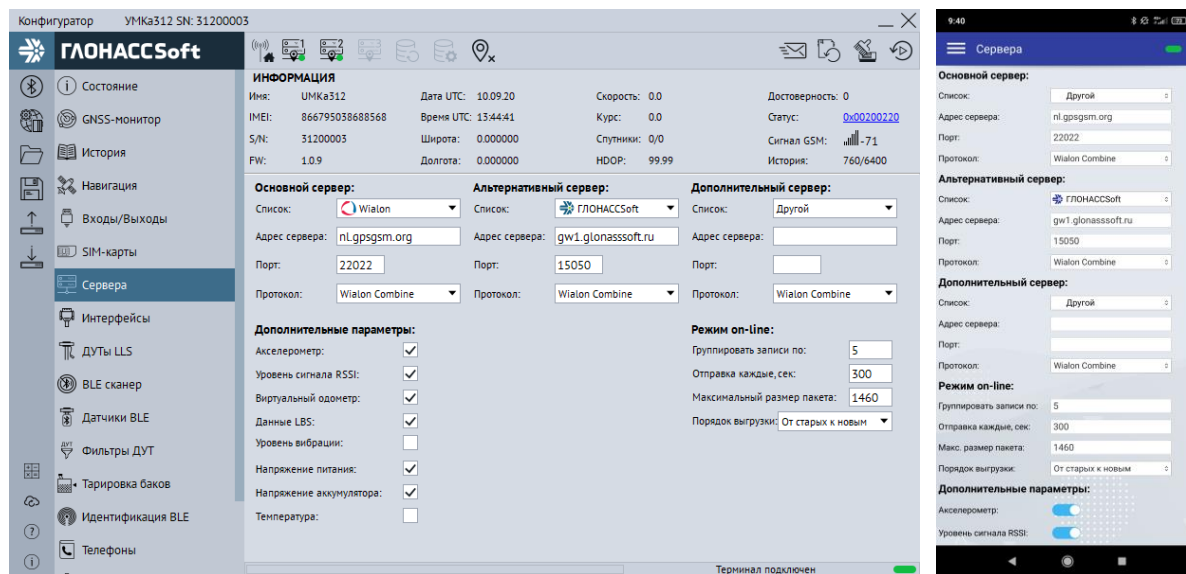 Конфигуратор УМКа312 SN: 31200003
ГЛОНАССSoft
Состояние
GNSS-монитор
История
Навигация
Входы/Выходы
SIM-карты
Сервера
Интерфейсы
ДУТы LLS
BLE сканер
Датчики BLE
Фильтры ДУТ
Тарировка баков
Идентификация BLE
Телефоны
1 2
ИНФОРМАЦИЯ
Имя: УМКа312 Дата UTC: 10.09.20 Скорость: 0.0 Достоверность: 0
IMEI: 866795038688568 Время UTC: 13:44:41 Курс: 0.0 Статус: 0x00200220
S/N: 31200003 Широта: 0.000000 Спутники: 0/0 Сигнал GSM: -71
FW: 1.0.9 Долгота: 0.000000 HDOP: 99.99 История: 760/6400
Основной сервер:
Список: Wialon
Адрес сервера: nl.gpsgsm.org
Порт: 22022
Протокол: Wialon Combine
Альтернативный сервер:
Список: ГЛОНАССSoft
Адрес сервера: gw1.glonasssoft.ru
Порт: 15050
Протокол: Wialon Combine
Дополнительный сервер:
Список: Другой
Адрес сервера:
Порт:
Протокол: Wialon Combine
Дополнительные параметры:
Акселерометр:
Уровень сигнала RSSI:
Виртуальный одометр:
Данные LBS:
Уровень вибрации:
Напряжение питания:
Напряжение аккумулятора:
Температура:
Режим on-line:
Группировать записи по: 5
Отправка каждые,сек: 300
Максимальный размер пакета: 1460
Порядок выгрузки: От старых к новым
Терминал подключен
9:40
Сервера
Основной сервер:
Список: Другой
Адрес сервера: nl.gpsgsm.org
Порт: 22022
Протокол: Wialon Combine
Альтернативный сервер:
Список: ГЛОНАССSoft
Адрес сервера: gw1.glonasssoft.ru
Порт: 15050
Протокол: Wialon Combine
Дополнительный сервер:
Список: Другой
Адрес сервера:
Порт:
Протокол: Wialon Combine
Режим on-line:
Группировать записи по: 5
Отправка каждые, сек: 300
Макс. размер пакета: 1460
Порядок выгрузки: От старых к новым
Дополнительные параметры:
Акселерометр:
Уровень сигнала RSSI: